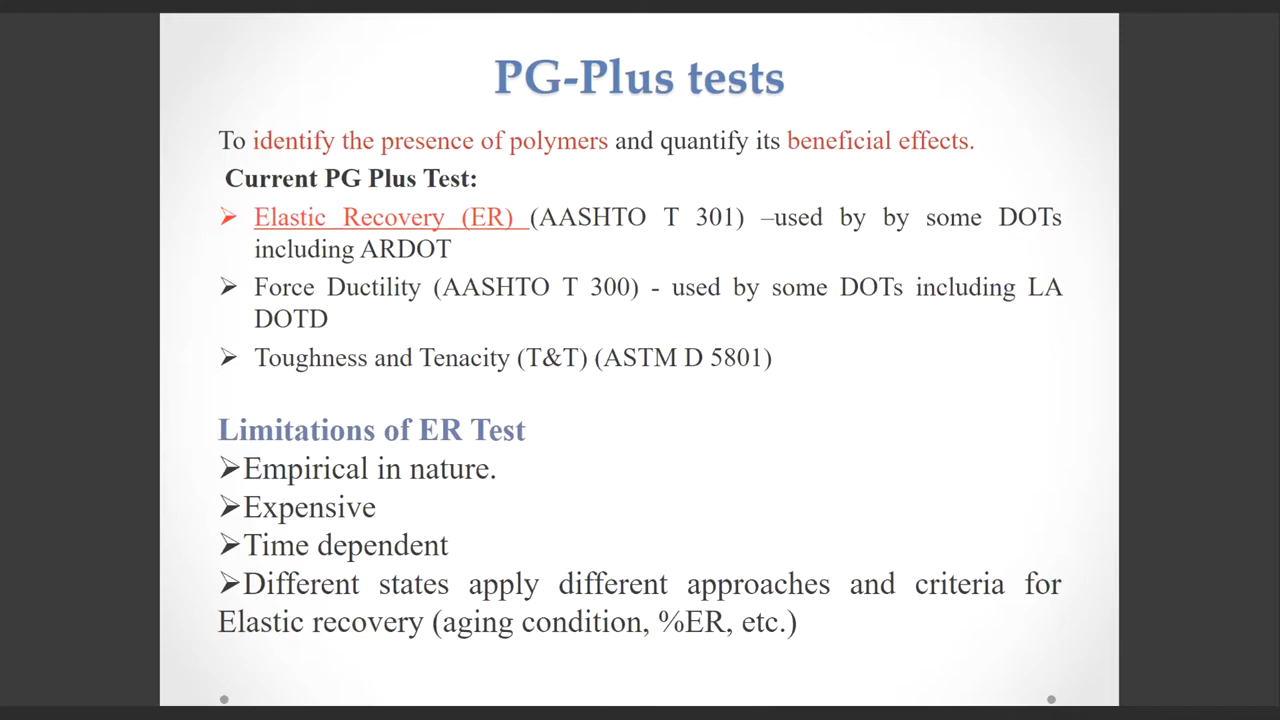 PG-Plus tests
To identify the presence of polymers and quantify its beneficial effects.
Current PG Plus Test:
➢ Elastic Recovery (ER) (AASHTO T 301) –used by by some DOTs
including ARDOT
➢ Force Ductility (AASHTO T 300) - used by some DOTs including LA
DOTD
➢ Toughness and Tenacity (T&T) (ASTM D 5801)
Limitations of ER Test
➢Empirical in nature.
➢Expensive
➢Time dependent
➢Different states apply different approaches and criteria for
Elastic recovery (aging condition, %ER, etc.)